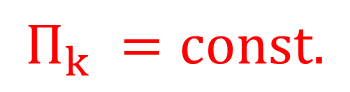 Πₖ = const.